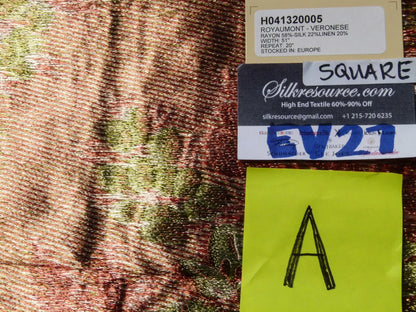 H041320005
ROYAUMONT - VERONESE
RAYON 58%-SILK 22%LINEN 20%
WIDTH: 51"
REPEAT: 20"
STOCKED IN: EUROPE
SQUARE
Silkresource.com
High End Textile 60%-90% Off
silkresource@gmail.com
+1 215-720 6235
EV27
A